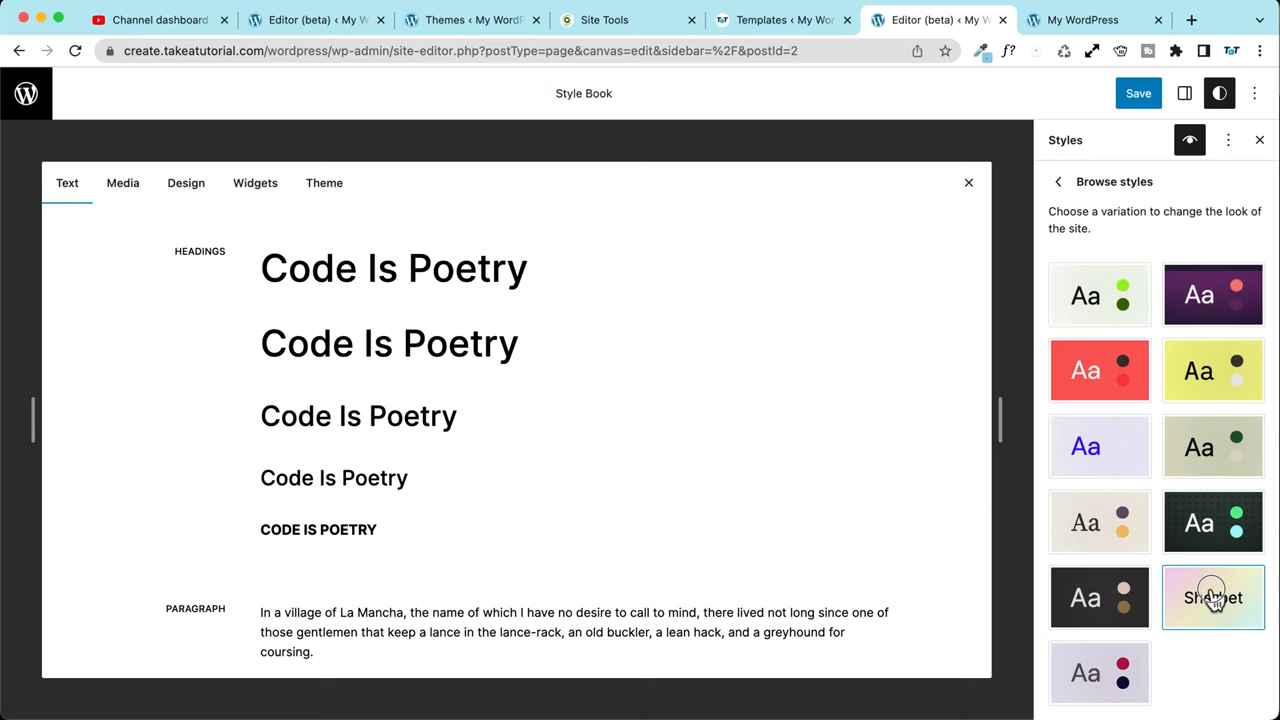 Channel dashboard
Editor (beta) ‹ My W
Themes ‹ My WordP
Site Tools
Templates ‹ My Wor
Editor (beta) ‹ My W
My WordPress
create.takeatutorial.com/wordpress/wp-admin/site-editor.php?postType=page&canvas=edit&sidebar=%2F&postId=2
f?
TaT
Style Book
Save
Styles
Text
Media
Design
Widgets
Theme
Browse styles
Choose a variation to change the look of
the site.
HEADINGS
Code Is Poetry
Code Is Poetry
Code Is Poetry
Code Is Poetry
CODE IS POETRY
PARAGRAPH
In a village of La Mancha, the name of which I have no desire to call to mind, there lived not long since one of
those gentlemen that keep a lance in the lance-rack, an old buckler, a lean hack, and a greyhound for
coursing.
Aa
Aa
Aa
Aa
Aa
Aa
Aa
Aa
Aa
Sherbet
Aa